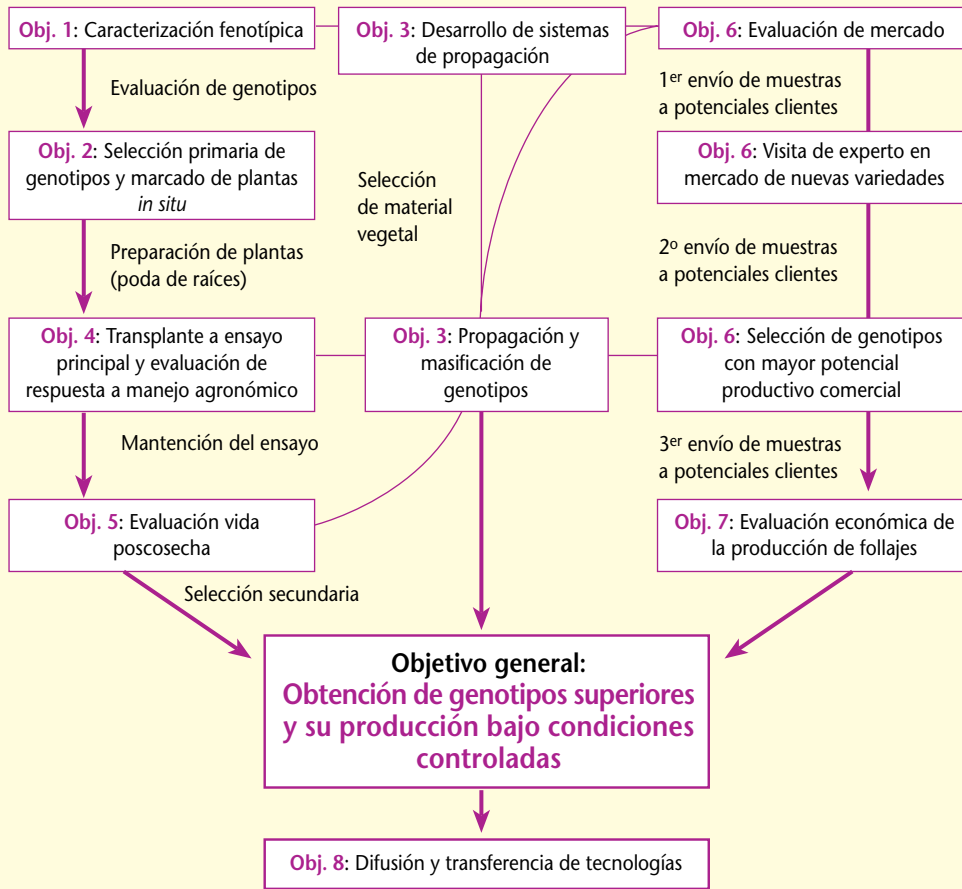 Obj. 1: Caracterización fenotípica
Obj. 3: Desarrollo de sistemas
de propagación
Obj. 6: Evaluación de mercado
Evaluación de genotipos
1er envío de muestras
a potenciales clientes
Obj. 2: Selección primaria de
genotipos y marcado de plantas
in situ
Selección
de material
vegetal
Obj. 6: Visita de experto en
mercado de nuevas variedades
Preparación de plantas
(poda de raíces)
2o envío de muestras
a potenciales clientes
Obj. 4: Transplante a ensayo
principal y evaluación de
respuesta a manejo agronómico
Obj. 3: Propagación y
masificación de
genotipos
Obj. 6: Selección de genotipos
con mayor potencial
productivo comercial
Mantención del ensayo
3er envío de muestras
a potenciales clientes
Obj. 5: Evaluación vida
poscosecha
Obj. 7: Evaluación económica de
la producción de follajes
Selección secundaria
Objetivo general:
Obtención de genotipos superiores
y su producción bajo condiciones
controladas
Obj. 8: Difusión y transferencia de tecnologías